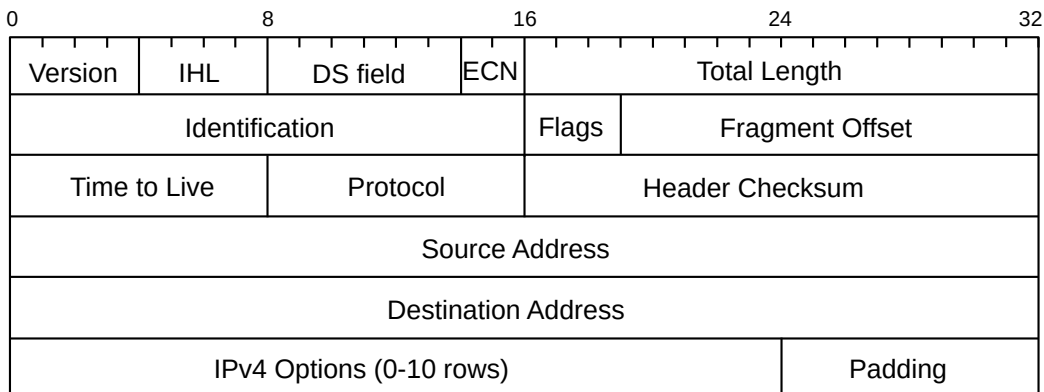 0 8 16 24 32
Version IHL DS field ECN Total Length
Identification Flags Fragment Offset
Time to Live Protocol Header Checksum
Source Address
Destination Address
IPv4 Options (0-10 rows) Padding